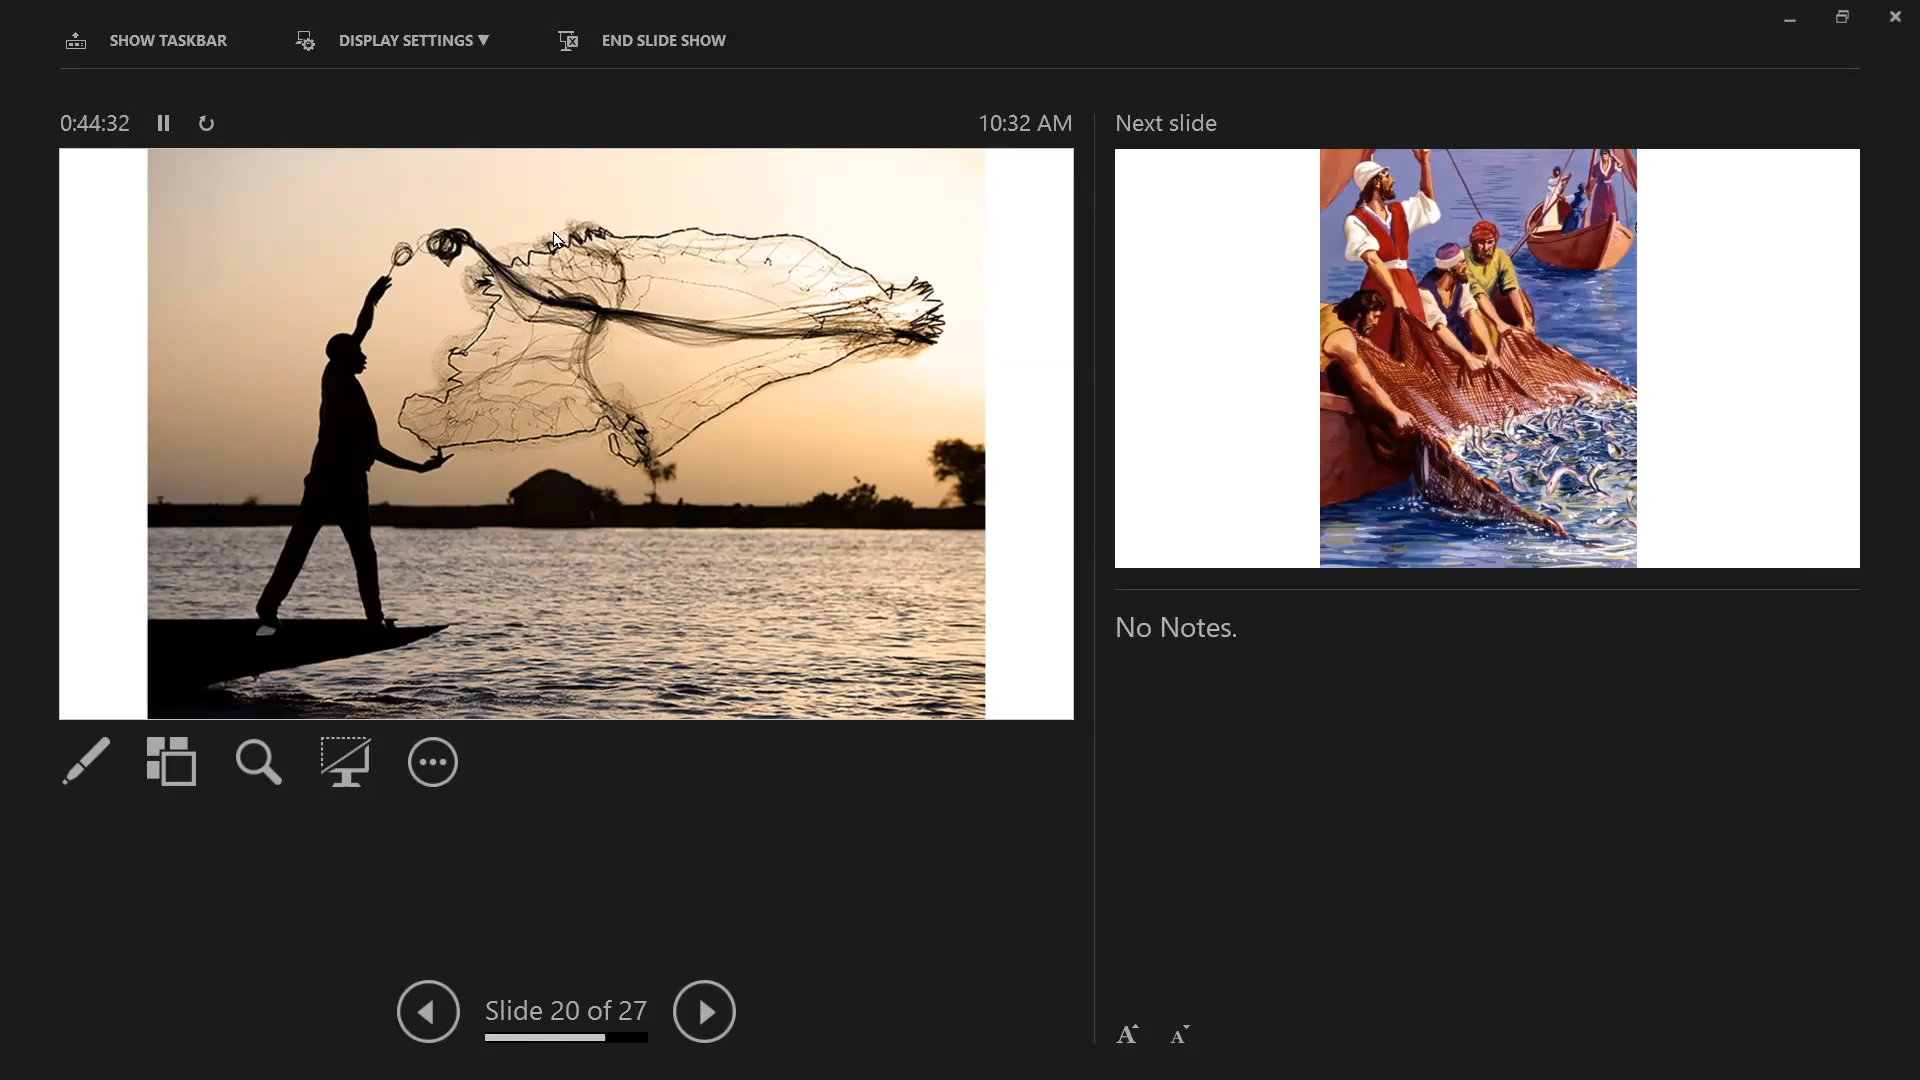 SHOW TASKBAR
DISPLAY SETTINGS ▼
END SLIDE SHOW
0:44:32
10:32 AM
Next slide
No Notes.
Slide 20 of 27
A A